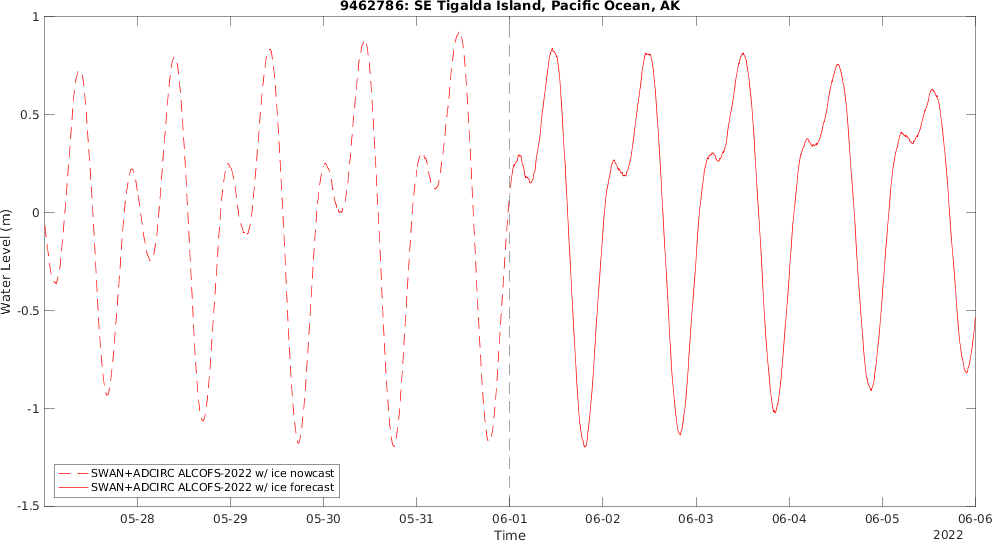 9462786: SE Tigalda Island, Pacific Ocean, AK
1
0.5
0
-0.5
-1
-1.5
Water Level (m)
SWAN+ADCIRC ALCOFS-2022 w/ ice nowcast
SWAN+ADCIRC ALCOFS-2022 w/ ice forecast
05-28 05-29 05-30 05-31 06-01 06-02 06-03 06-04 06-05 06-06
Time
2022